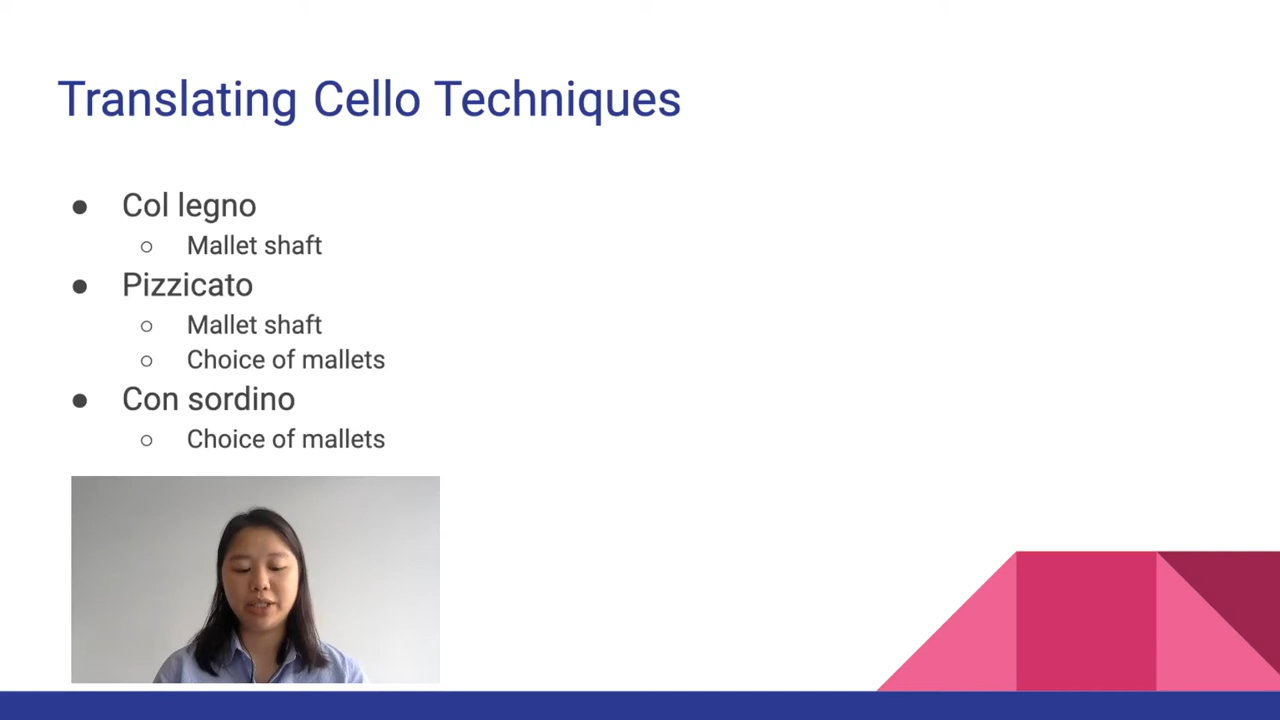 Translating Cello Techniques
● Col legno
○ Mallet shaft
● Pizzicato
○ Mallet shaft
○ Choice of mallets
● Con sordino
○ Choice of mallets